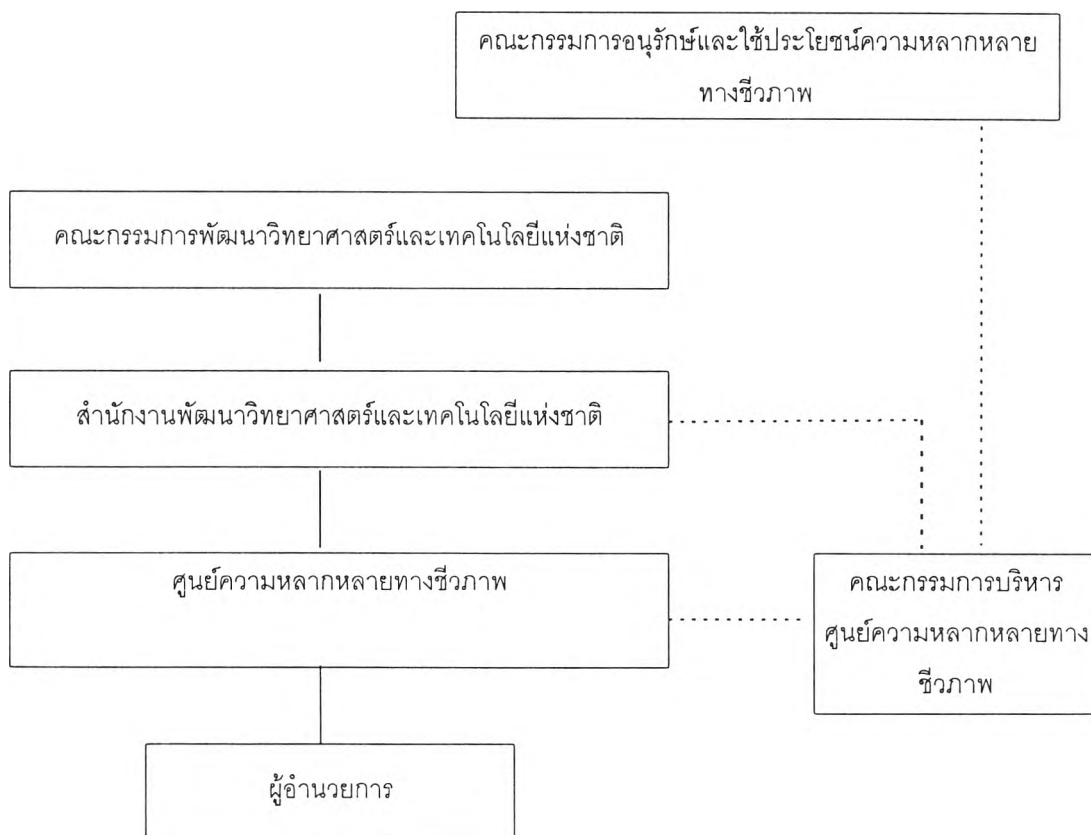 คณะกรรมการอนุรักษ์และใช้ประโยชน์ความหลากหลาย
ทางชีวภาพ
คณะกรรมการพัฒนาวิทยาศาสตร์และเทคโนโลยีแห่งชาติ
สำนักงานพัฒนาวิทยาศาสตร์และเทคโนโลยีแห่งชาติ
ศูนย์ความหลากหลายทางชีวภาพ
คณะกรรมการบริหาร
ศูนย์ความหลากหลายทาง
ชีวภาพ
ผู้อำนวยการ